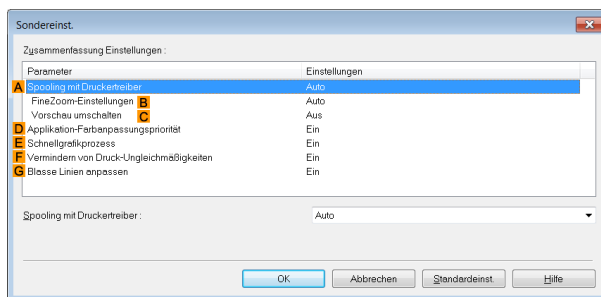 Sondereinst.
Zusammenfassung Einstellungen :
Parameter Einstellungen
A Spooling mit Druckertreiber Auto
FineZoom-Einstellungen B Auto
Vorschau umschalten C Aus
D Applikation-Farbanpassungspriorität Ein
E Schnellgrafikprozess Ein
F Vermindern von Druck-Ungleichmäßigkeiten Ein
G Blasse Linien anpassen Ein
Spooling mit Druckertreiber : Auto
OK Abbrechen Standardeinst. Hilfe